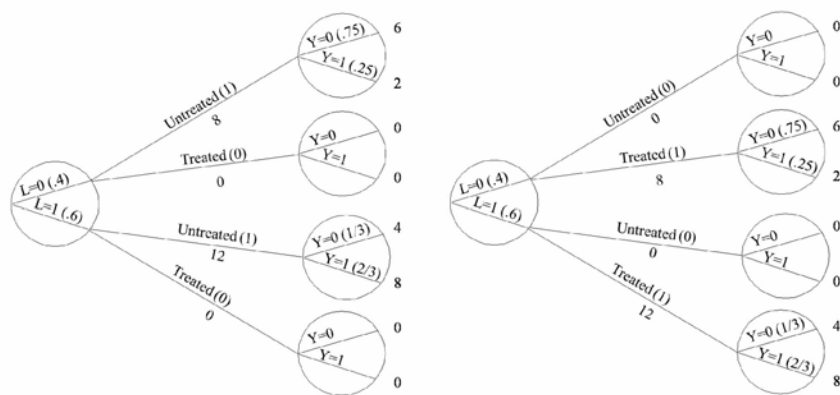 Y=0 (.75) 6
Y=1 (.25) 2
Untreated (1)
8
Y=0 0
Y=1 0
Treated (0)
0
L=0 (.4)
L=1 (.6)
Untreated (1)
12
Y=0 (1/3) 4
Y=1 (2/3) 8
Treated (0)
0
Y=0 0
Y=1 0
Y=0 0
Y=1 0
Untreated (0)
0
Y=0 (.75) 6
Y=1 (.25) 2
Treated (1)
8
L=0 (.4)
L=1 (.6)
Untreated (0)
0
Y=0 0
Y=1 0
Treated (1)
12
Y=0 (1/3) 4
Y=1 (2/3) 8